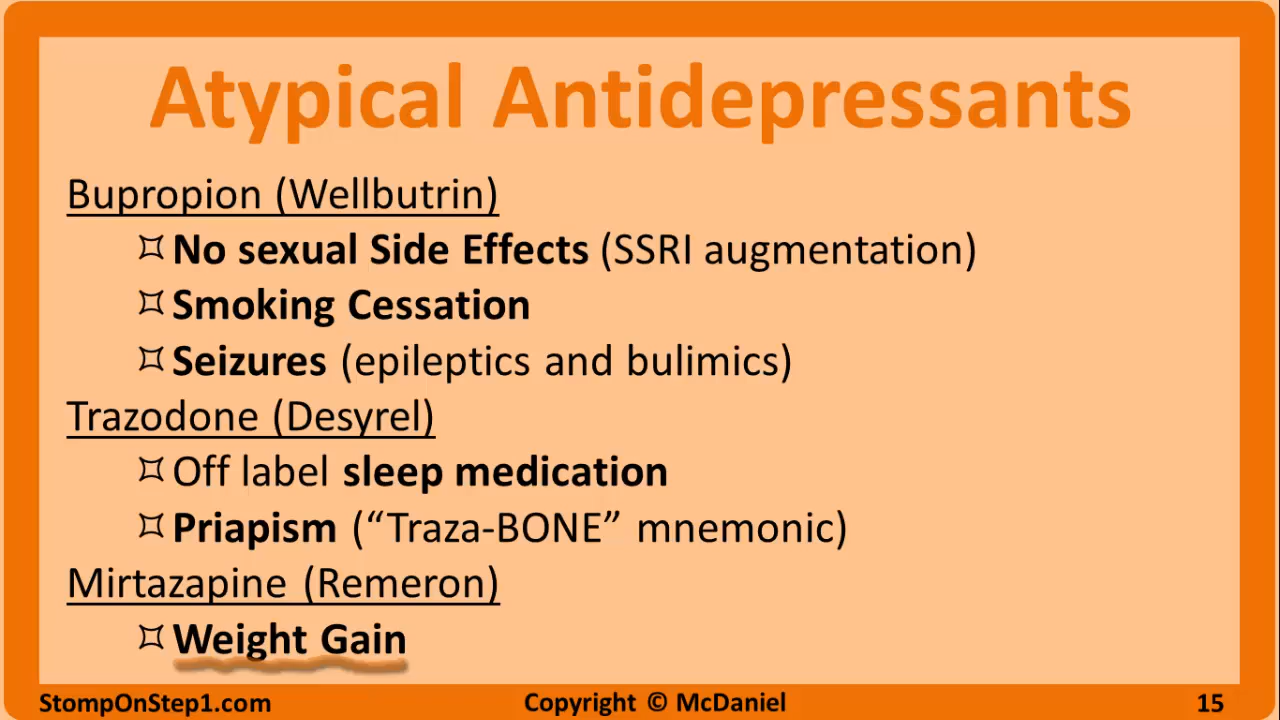 Atypical Antidepressants
Bupropion (Wellbutrin)
No sexual Side Effects (SSRI augmentation)
Smoking Cessation
Seizures (epileptics and bulimics)
Trazodone (Desyrel)
Off label sleep medication
Priapism (“Traza-BONE” mnemonic)
Mirtazapine (Remeron)
Weight Gain
StompOnStep1.com
Copyright © McDaniel
15